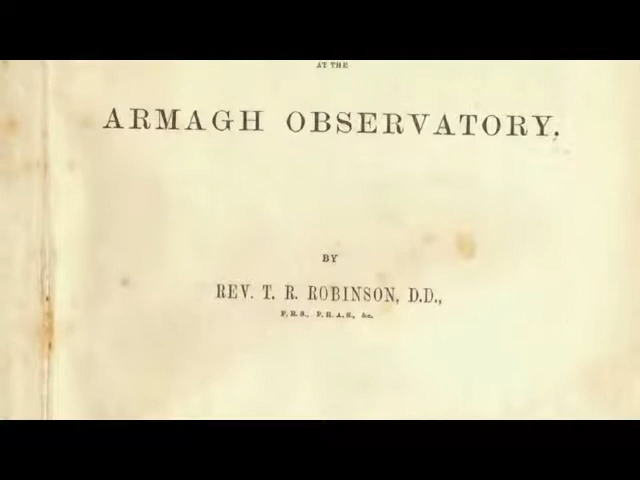 AT THE
ARMAGH OBSERVATORY.
BY
REV. T. R. ROBINSON, D.D.,
F.R.S., F.R.A.S., &c.